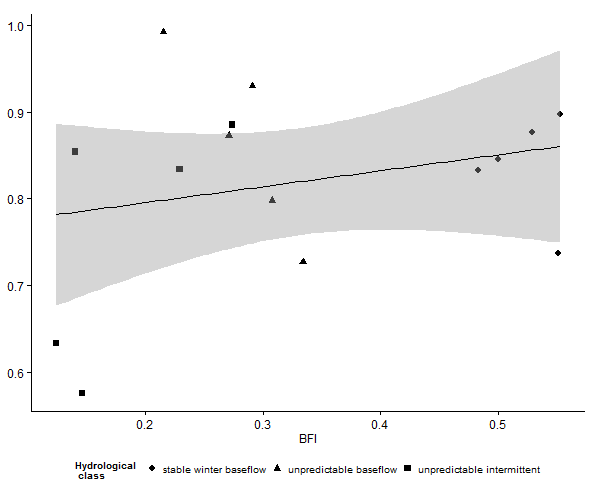 1.0
0.9
0.8
0.7
0.6
0.2 0.3 0.4 0.5
BFI
Hydrological
class
stable winter baseflow unpredictable baseflow unpredictable intermittent